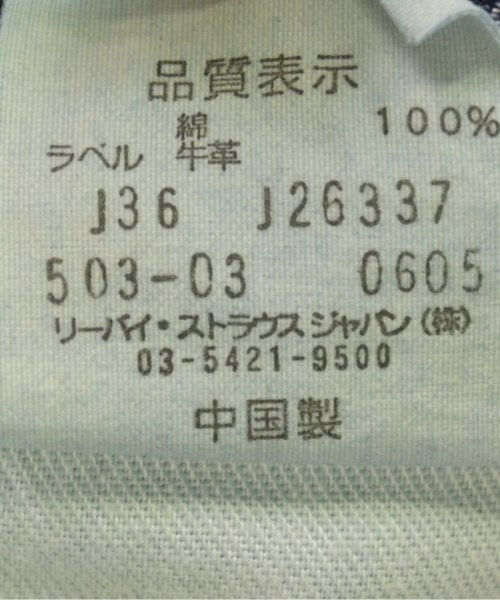 品質表示
綿 100%
ラベル 牛革
J36 J26337
503-03 0605
リーバイ・ストラウスジャパン(株)
03-5421-9500
中国製